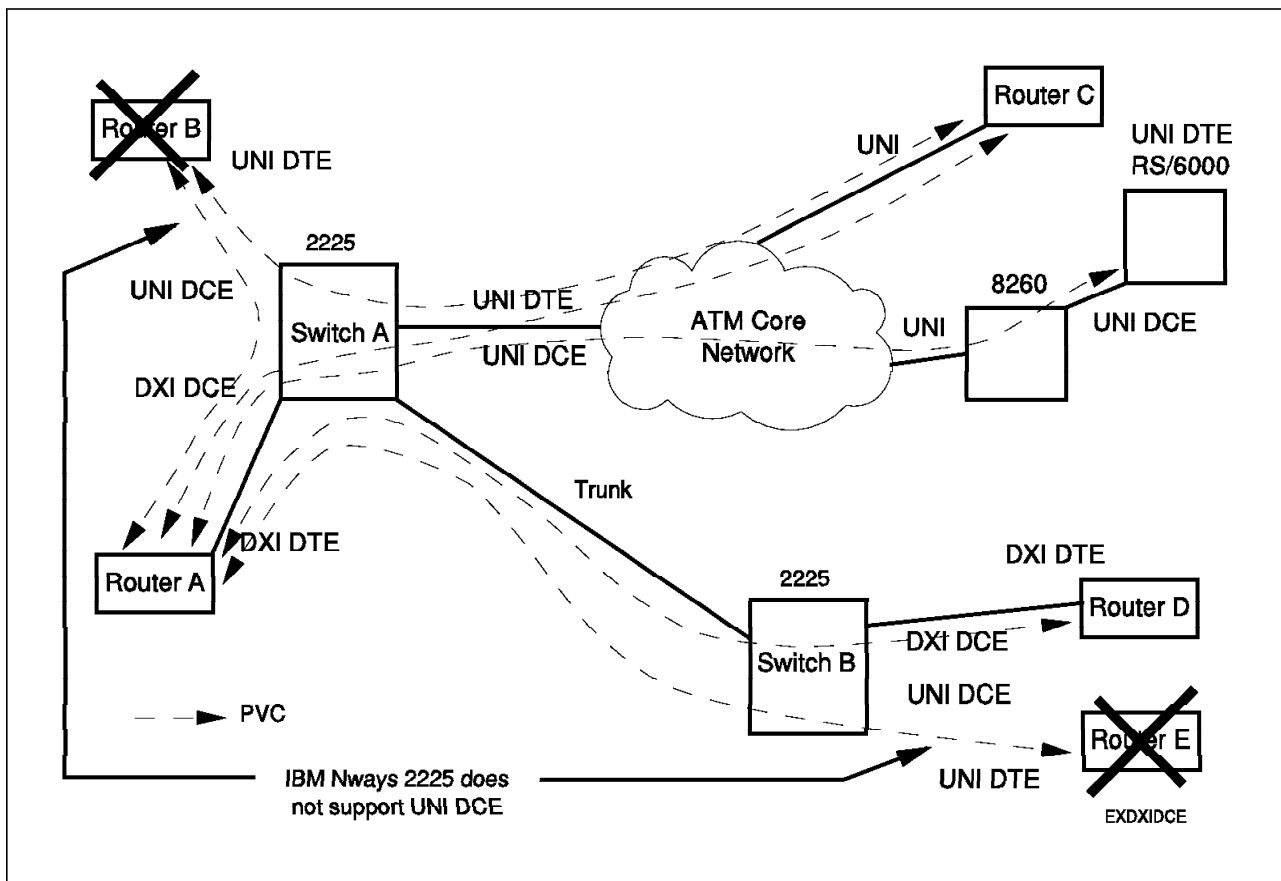 Router B
UNI DTE
Router C
UNI
UNI DTE
RS/6000
2225
UNI DCE
Switch A
UNI DTE
UNI DCE
ATM Core
Network
8260
UNI
UNI DCE
DXI DCE
Trunk
DXI DTE
Router A
2225
DXI DTE
Router D
Switch B
DXI DCE
UNI DCE
PVC
Router E
IBM Nways 2225 does
not support UNI DCE
UNI DTE
EXDXIDCE